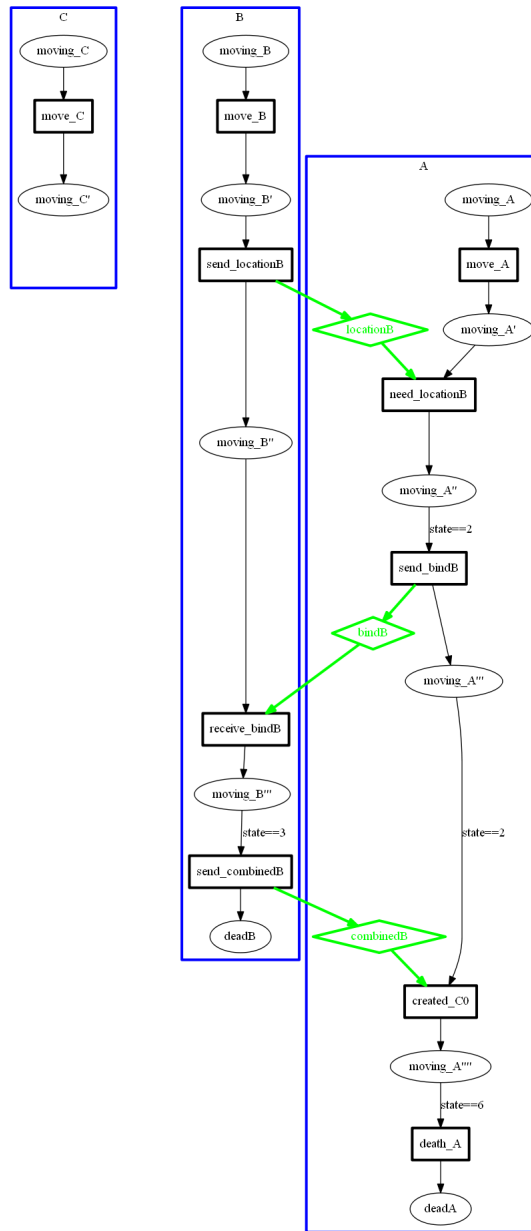 C
moving_C
move_C
moving_C'
B
moving_B
move_B
moving_B'
send_locationB
moving_B''
receive_bindB
moving_B'''
state==3
send_combinedB
deadB
A
moving_A
move_A
moving_A'
locationB
need_locationB
moving_A''
state==2
send_bindB
bindB
moving_A'''
state==2
combinedB
created_C0
moving_A''''
state==6
death_A
deadA